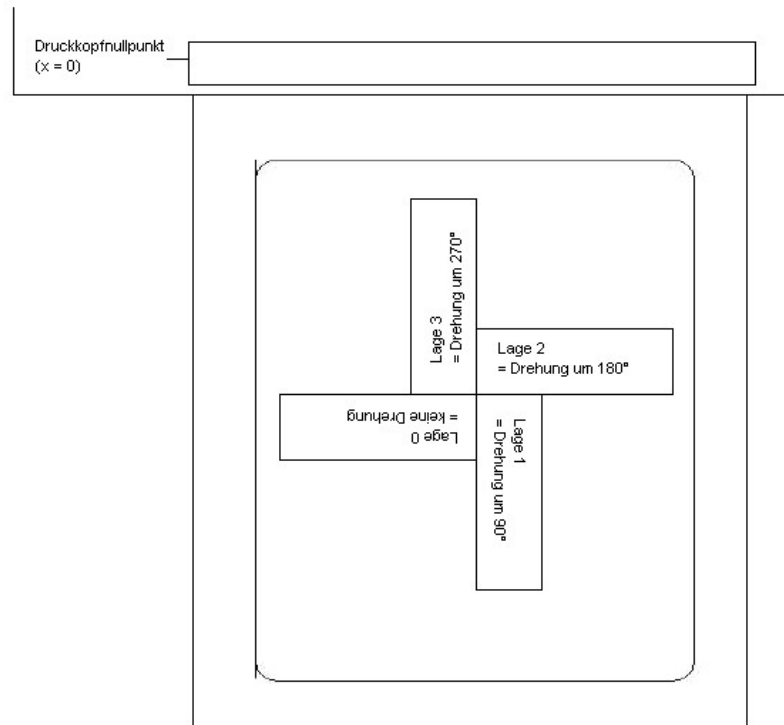 Druckkopfnullpunkt
(x = 0)
Lage 3
= Drehung um 270°
Lage 2
= Drehung um 180°
Lage 0
= keine Drehung
Lage 1
= Drehung um 90°